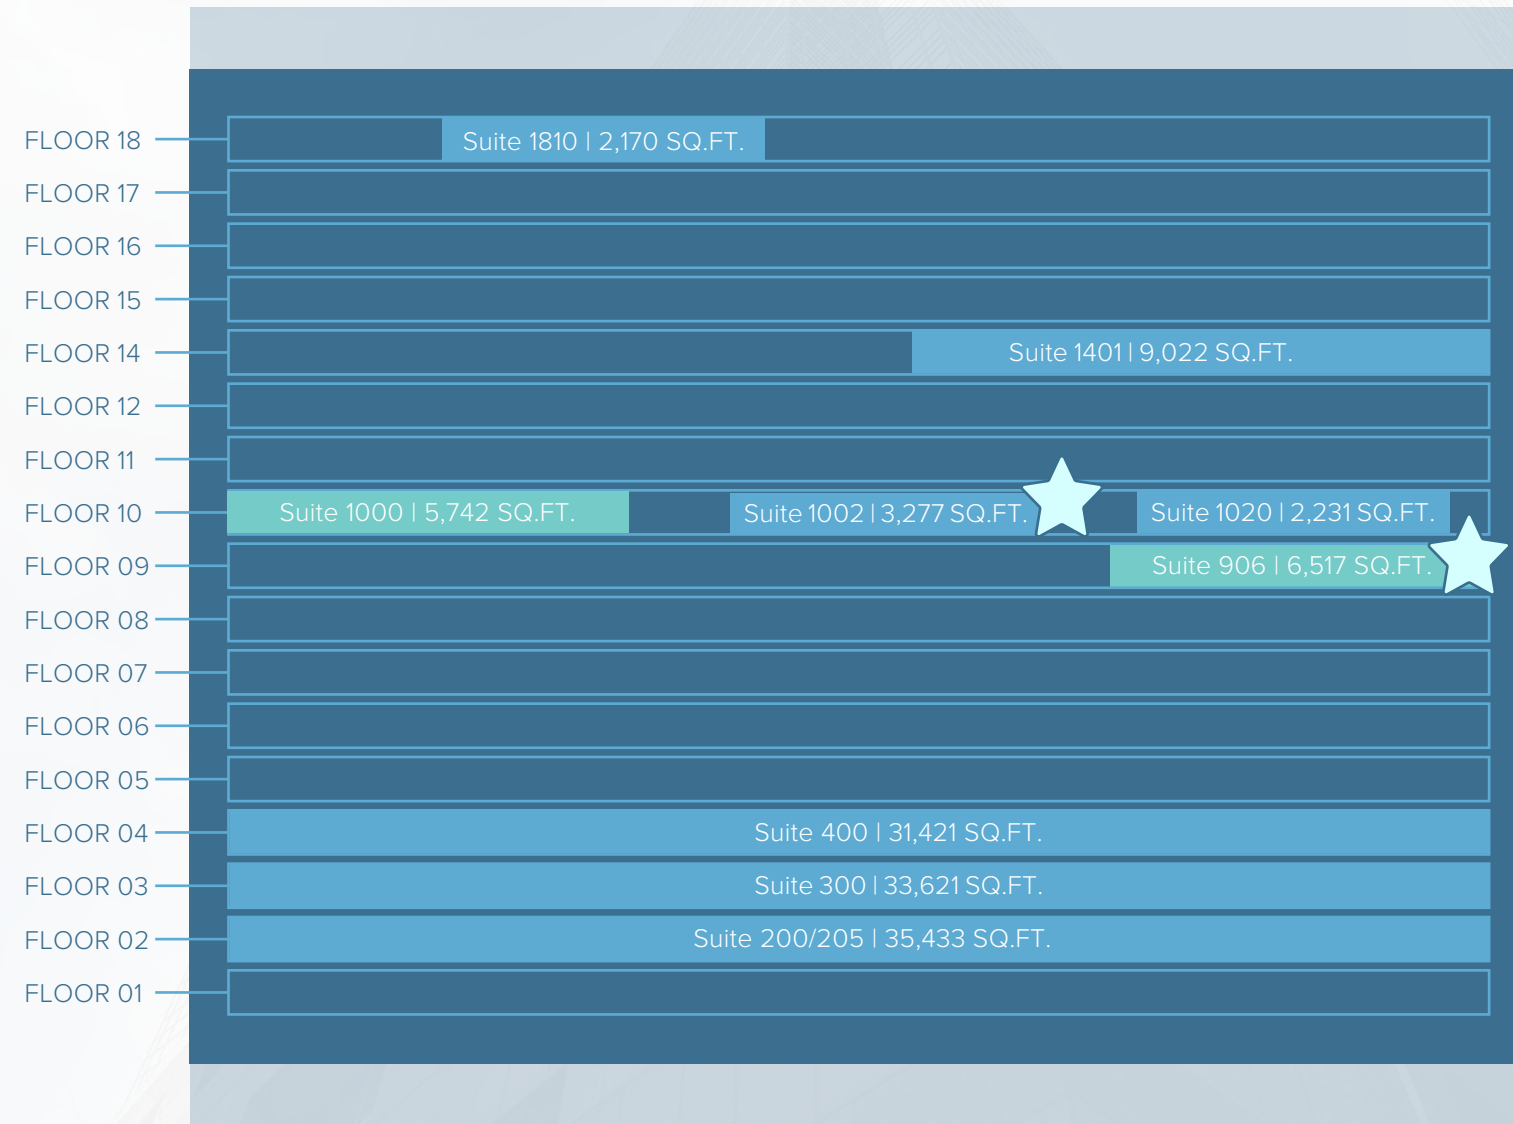 FLOOR 18 Suite 1810 | 2,170 SQ.FT.
FLOOR 17
FLOOR 16
FLOOR 15
FLOOR 14 Suite 1401 | 9,022 SQ.FT.
FLOOR 12
FLOOR 11
FLOOR 10 Suite 1000 | 5,742 SQ.FT. Suite 1002 | 3,277 SQ.FT. Suite 1020 | 2,231 SQ.FT.
FLOOR 09 Suite 906 | 6,517 SQ.FT.
FLOOR 08
FLOOR 07
FLOOR 06
FLOOR 05
FLOOR 04 Suite 400 | 31,421 SQ.FT.
FLOOR 03 Suite 300 | 33,621 SQ.FT.
FLOOR 02 Suite 200/205 | 35,433 SQ.FT.
FLOOR 01